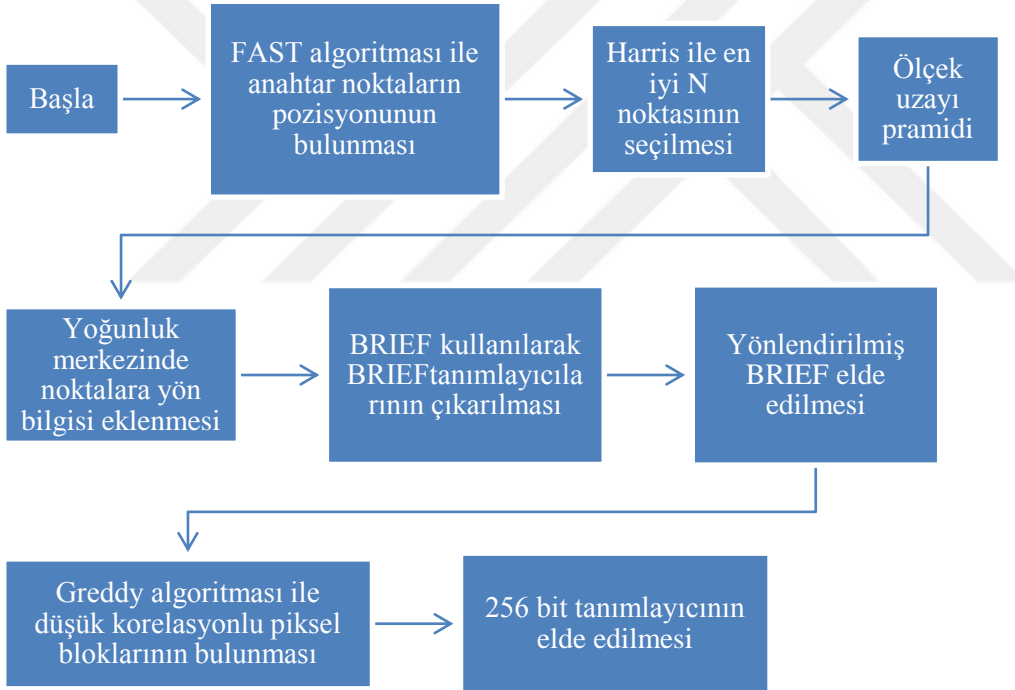 Başla
FAST algoritması ile
anahtar noktaların
pozisyonunun
bulunması
Harris ile en
iyi N
noktasının
seçilmesi
Ölçek
uzayı
pramidi
Yoğunluk
merkezinde
noktalara yön
bilgisi eklenmesi
BRIEF kullanılarak
BRIEFtanımlayıcıla
rının çıkarılması
Yönlendirilmiş
BRIEF elde
edilmesi
Greddy algoritması ile
düşük korelasyonlu piksel
bloklarının bulunması
256 bit tanımlayıcının
elde edilmesi